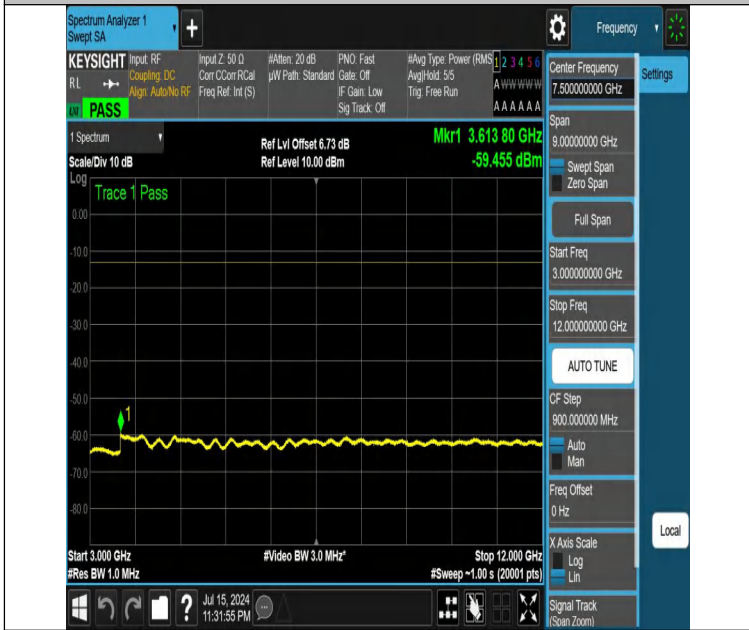 Spectrum Analyzer 1
Swept SA
+
Frequency
KEYSIGHT
RL
LXI PASS
Input: RF
Coupling: DC
Align: Auto/No RF
Input Z: 50 Ω
Corr CCorr RCal
Freq Ref: Int (S)
#Atten: 20 dB
µW Path: Standard
PNO: Fast
Gate: Off
IF Gain: Low
Sig Track: Off
#Avg Type: Power (RMS
Avg|Hold: 5/5
Trig: Free Run
1 2 3 4 5 6
A W W W W W
A A A A A A
Center Frequency
7.500000000 GHz
Settings
Span
9.00000000 GHz
Swept Span
Zero Span
Full Span
Start Freq
3.000000000 GHz
Stop Freq
12.000000000 GHz
AUTO TUNE
CF Step
900.000000 MHz
Auto
Man
Freq Offset
0 Hz
X Axis Scale
Log
Lin
Signal Track
(Span Zoom)
Local
1 Spectrum
Scale/Div 10 dB
Ref Lvl Offset 6.73 dB
Ref Level 10.00 dBm
Mkr1 3.613 80 GHz
-59.455 dBm
Log
Trace 1 Pass
0.00
-10.0
-20.0
-30.0
-40.0
-50.0
1
-60.0
-70.0
-80.0
Start 3.000 GHz
#Video BW 3.0 MHz*
Stop 12.000 GHz
#Res BW 1.0 MHz
#Sweep ~1.00 s (20001 pts)
?
Jul 15, 2024
11:31:55 PM